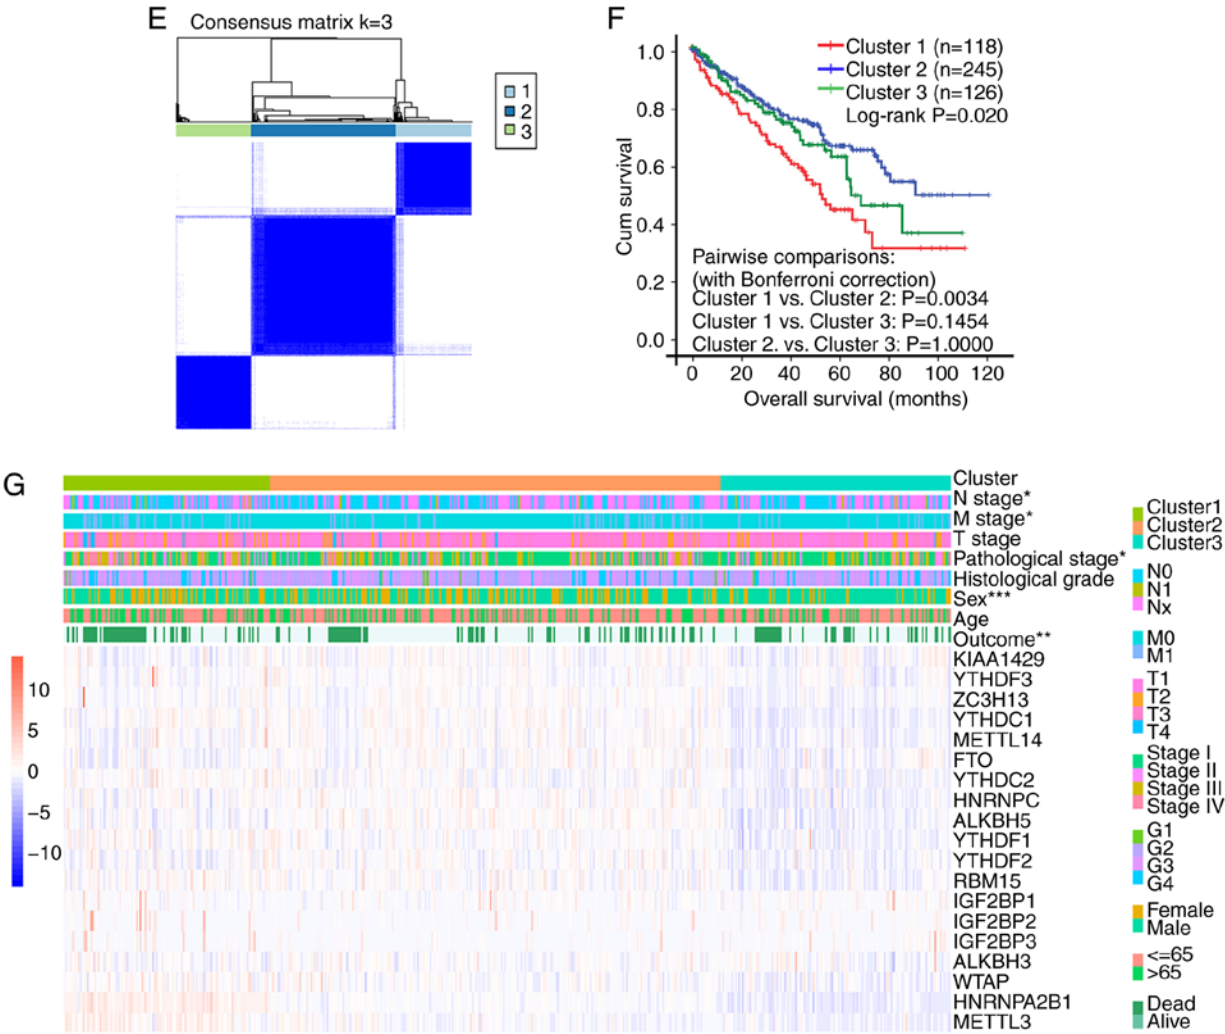 E
Consensus matrix k=3
1
2
3
F
1.0
0.8
0.6
0.4
0.2
0.0
Cum survival
Cluster 1 (n=118)
Cluster 2 (n=245)
Cluster 3 (n=126)
Log-rank P=0.020
Pairwise comparisons:
(with Bonferroni correction)
Cluster 1 vs. Cluster 2: P=0.0034
Cluster 1 vs. Cluster 3: P=0.1454
Cluster 2. vs. Cluster 3: P=1.0000
0 20 40 60 80 100 120
Overall survival (months)
G
Cluster
N stage*
M stage*
T stage
Pathological stage*
Histological grade
Sex***
Age
Outcome**
KIAA1429
YTHDF3
ZC3H13
YTHDC1
METTL14
FTO
YTHDC2
HNRNPC
ALKBH5
YTHDF1
YTHDF2
RBM15
IGF2BP1
IGF2BP2
IGF2BP3
ALKBH3
WTAP
HNRNPA2B1
METTL3
10
5
0
−5
−10
Cluster1
Cluster2
Cluster3
N0
N1
Nx
M0
M1
T1
T2
T3
T4
Stage I
Stage II
Stage III
Stage IV
G1
G2
G3
G4
Female
Male
<=65
>65
Dead
Alive